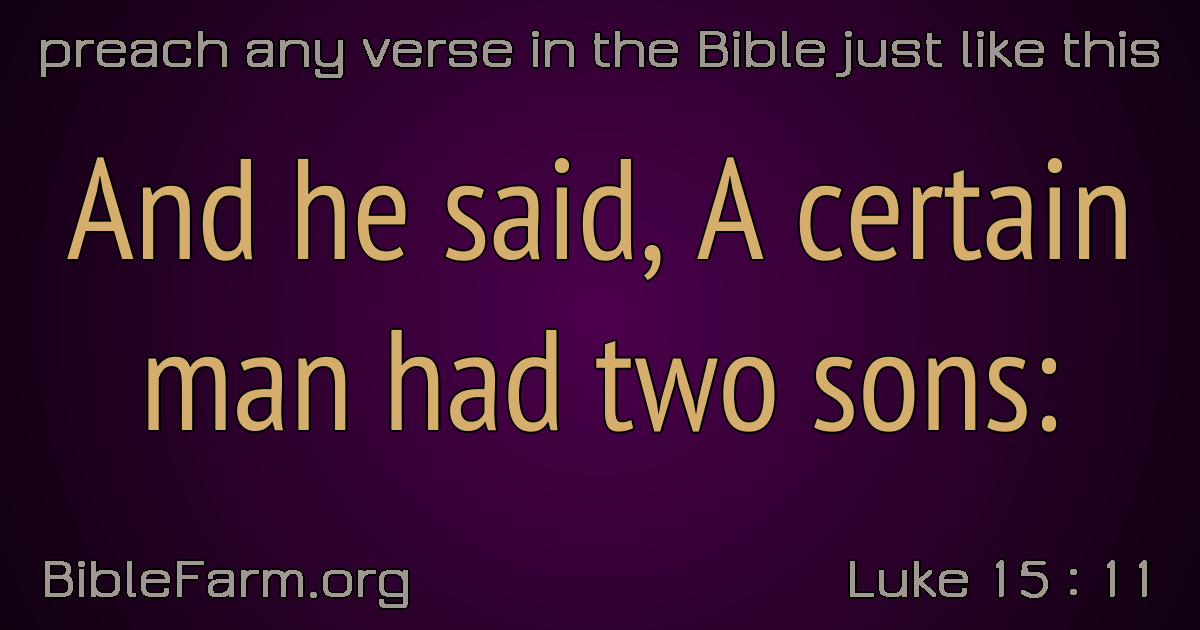 preach any verse in the Bible just like this
And he said, A certain
man had two sons:
BibleFarm.org
Luke 15 : 11